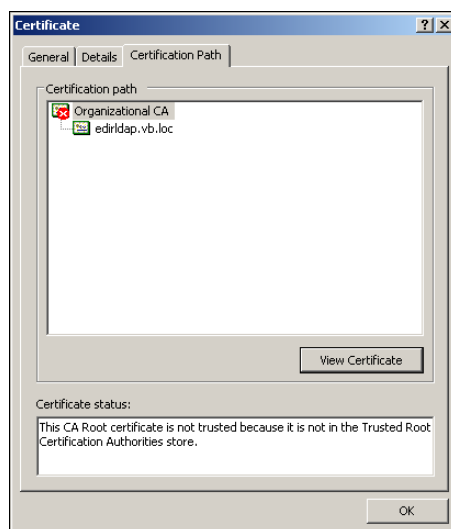 Certificate
General
Details
Certification Path
Certification path
Organizational CA
edirldap.vb.loc
View Certificate
Certificate status:
This CA Root certificate is not trusted because it is not in the Trusted Root
Certification Authorities store.
OK